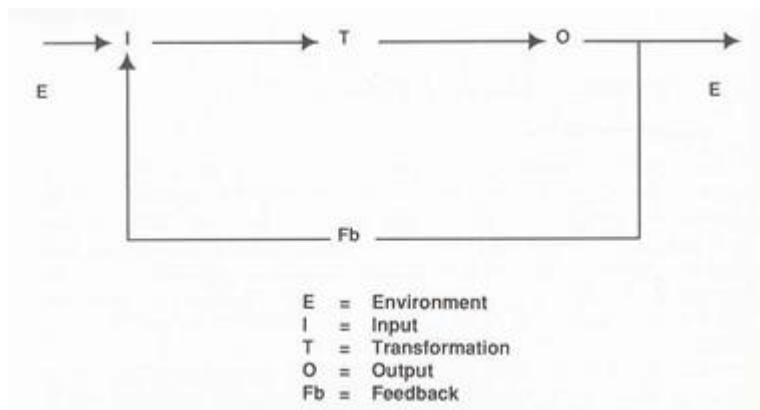 I T O
E E
Fb
E = Environment
I = Input
T = Transformation
O = Output
Fb = Feedback